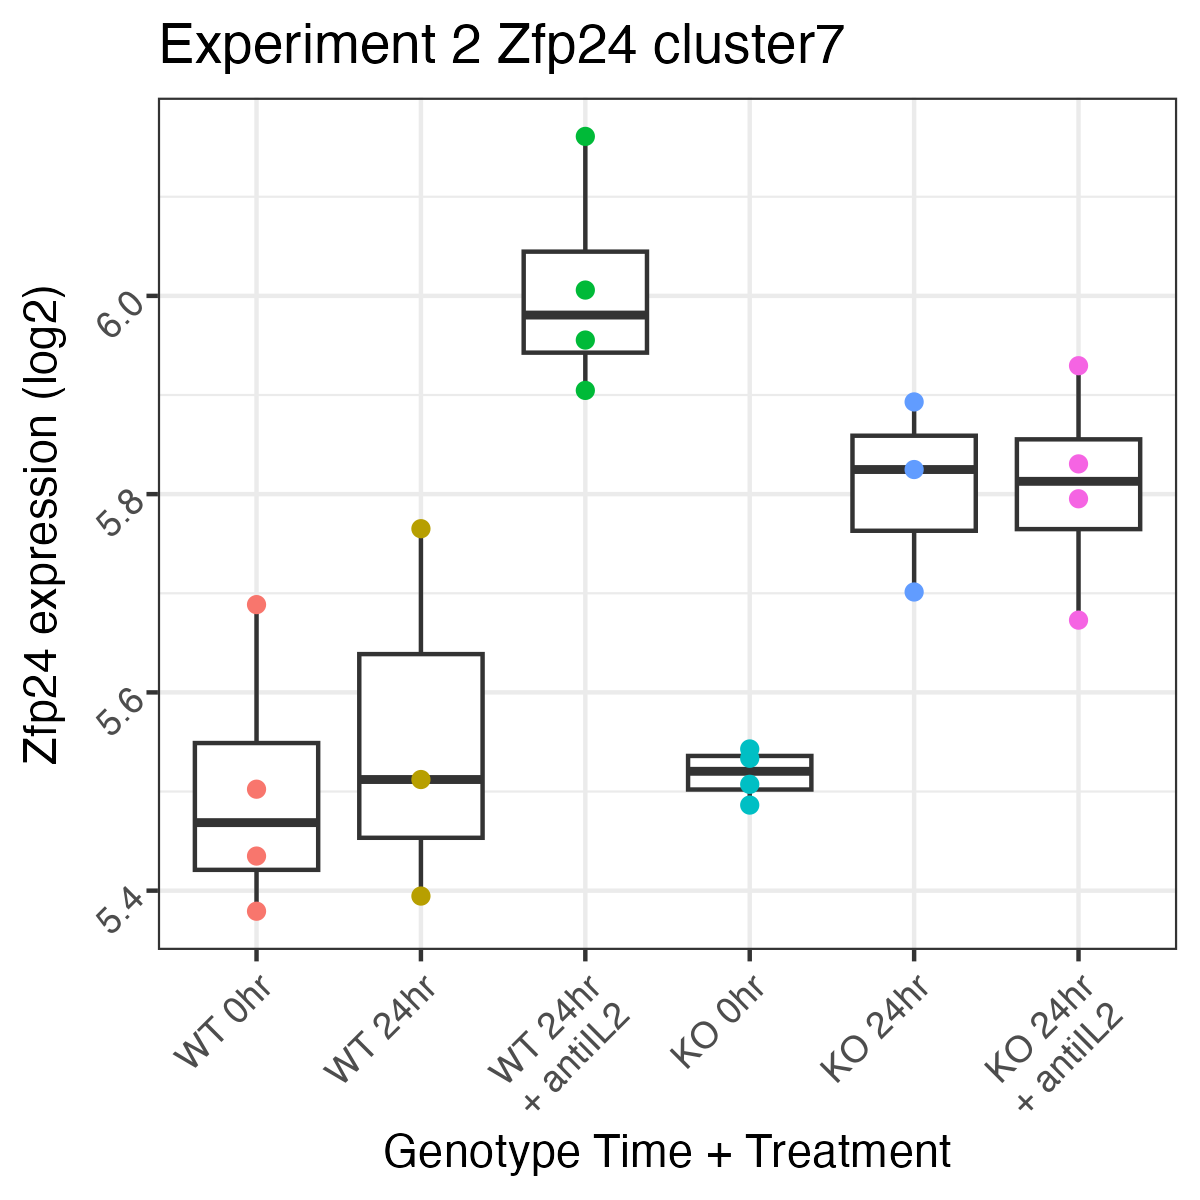 Experiment 2 Zfp24 cluster7
Zfp24 expression (log2)
6.0
5.8
5.6
5.4
WT 0hr
WT 24hr
WT 24hr
+ antiIL2
KO 0hr
KO 24hr
KO 24hr
+ antiIL2
Genotype Time + Treatment